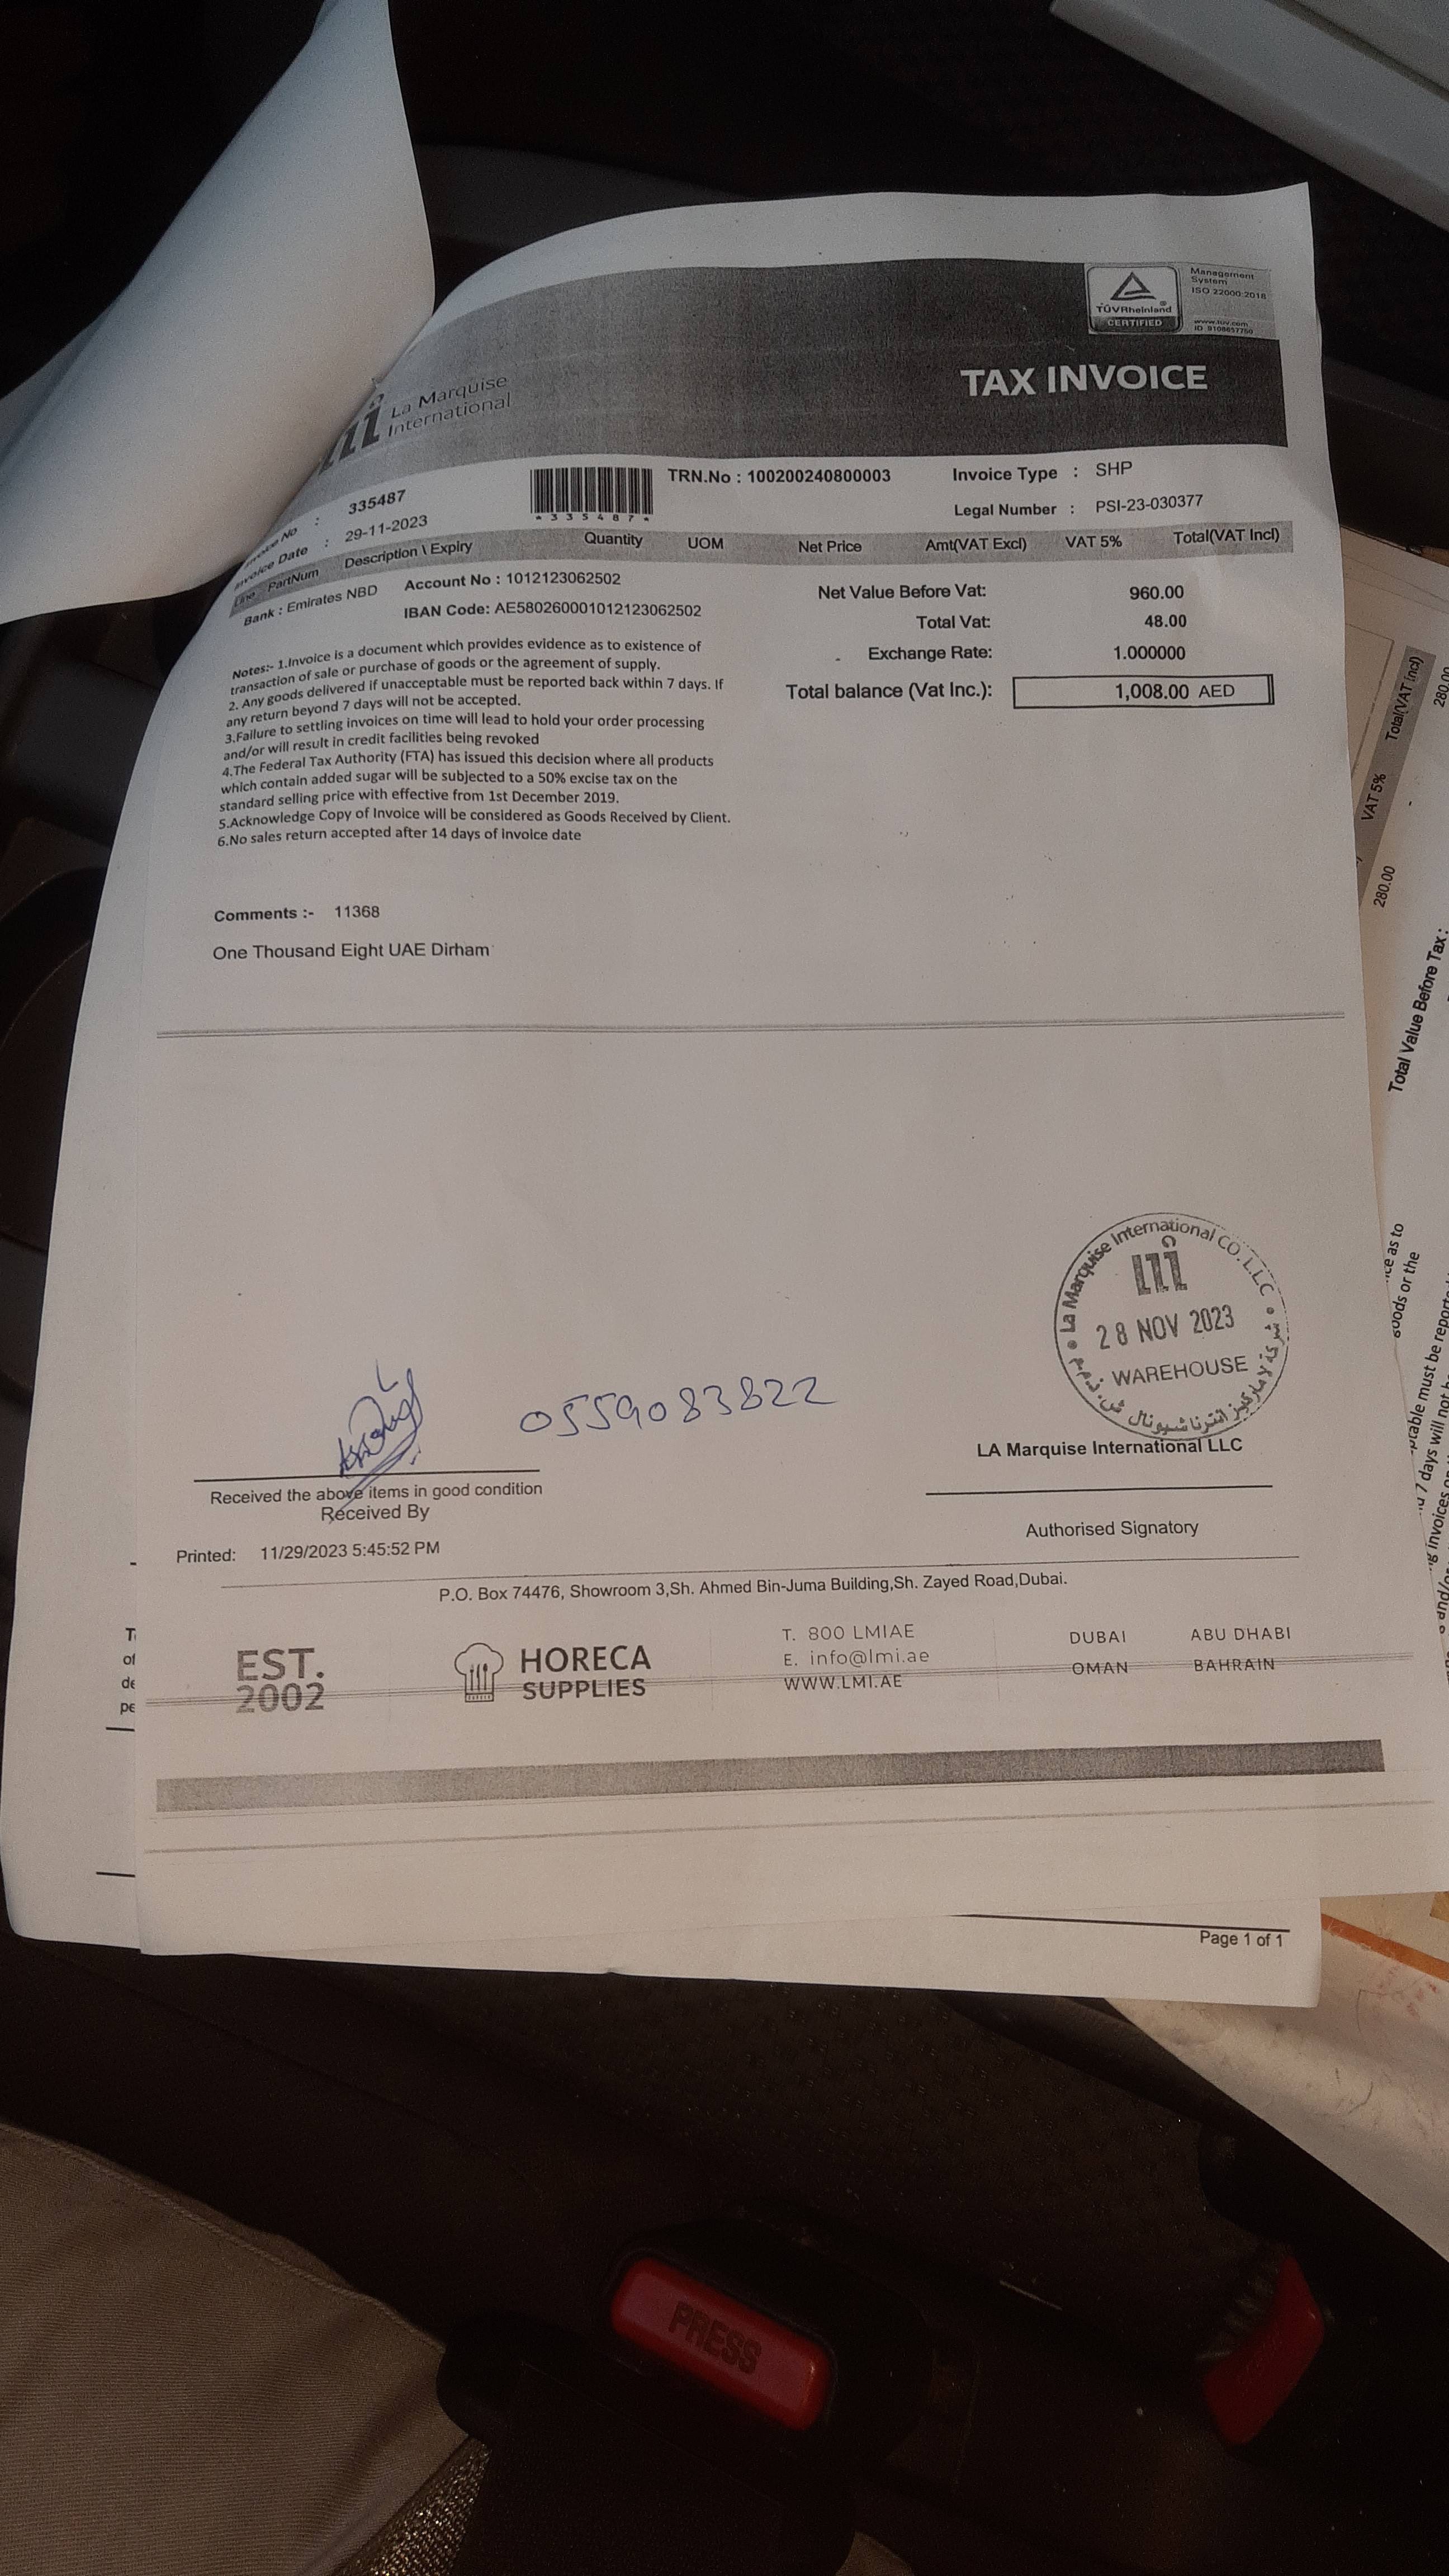 Management
System
ISO 22000:2018
TÜVRheinland
CERTIFIED
www.tuv.com
ID 9108657750
La Marquise
International
TAX INVOICE
Invoice No : 335487
*335487*
TRN.No : 100200240800003
Invoice Type : SHP
Invoice Date : 29-11-2023
Legal Number : PSI-23-030377
Line PartNum Description \ Expiry Quantity UOM Net Price Amt(VAT Excl) VAT 5% Total(VAT Incl)
Bank : Emirates NBD Account No : 1012123062502
IBAN Code: AE580260001012123062502
Net Value Before Vat: 960.00
Total Vat: 48.00
Exchange Rate: 1.000000
Total balance (Vat Inc.): 1,008.00 AED
Notes:- 1.Invoice is a document which provides evidence as to existence of
transaction of sale or purchase of goods or the agreement of supply.
2. Any goods delivered if unacceptable must be reported back within 7 days. If
any return beyond 7 days will not be accepted.
3.Failure to settling invoices on time will lead to hold your order processing
and/or will result in credit facilities being revoked
4.The Federal Tax Authority (FTA) has issued this decision where all products
which contain added sugar will be subjected to a 50% excise tax on the
standard selling price with effective from 1st December 2019.
5.Acknowledge Copy of Invoice will be considered as Goods Received by Client.
6.No sales return accepted after 14 days of invoice date
Comments :- 11368
One Thousand Eight UAE Dirham
La Marquise International CO. L.L.C
28 NOV 2023
WAREHOUSE
شركة لاماركيز انترناشيونال ش.ذ.م.م
0559083822
LA Marquise International LLC
Received the above items in good condition
Received By
Authorised Signatory
Printed: 11/29/2023 5:45:52 PM
P.O. Box 74476, Showroom 3,Sh. Ahmed Bin-Juma Building,Sh. Zayed Road,Dubai.
EST.
2002
HORECA
SUPPLIES
T. 800 LMIAE
E. info@lmi.ae
WWW.LMI.AE
DUBAI ABU DHABI
OMAN BAHRAIN
Page 1 of 1
Total(VAT Incl)
280.00
VAT 5%
280.00
Total Value Before Tax :
goods or the
7 days will not
PRESS